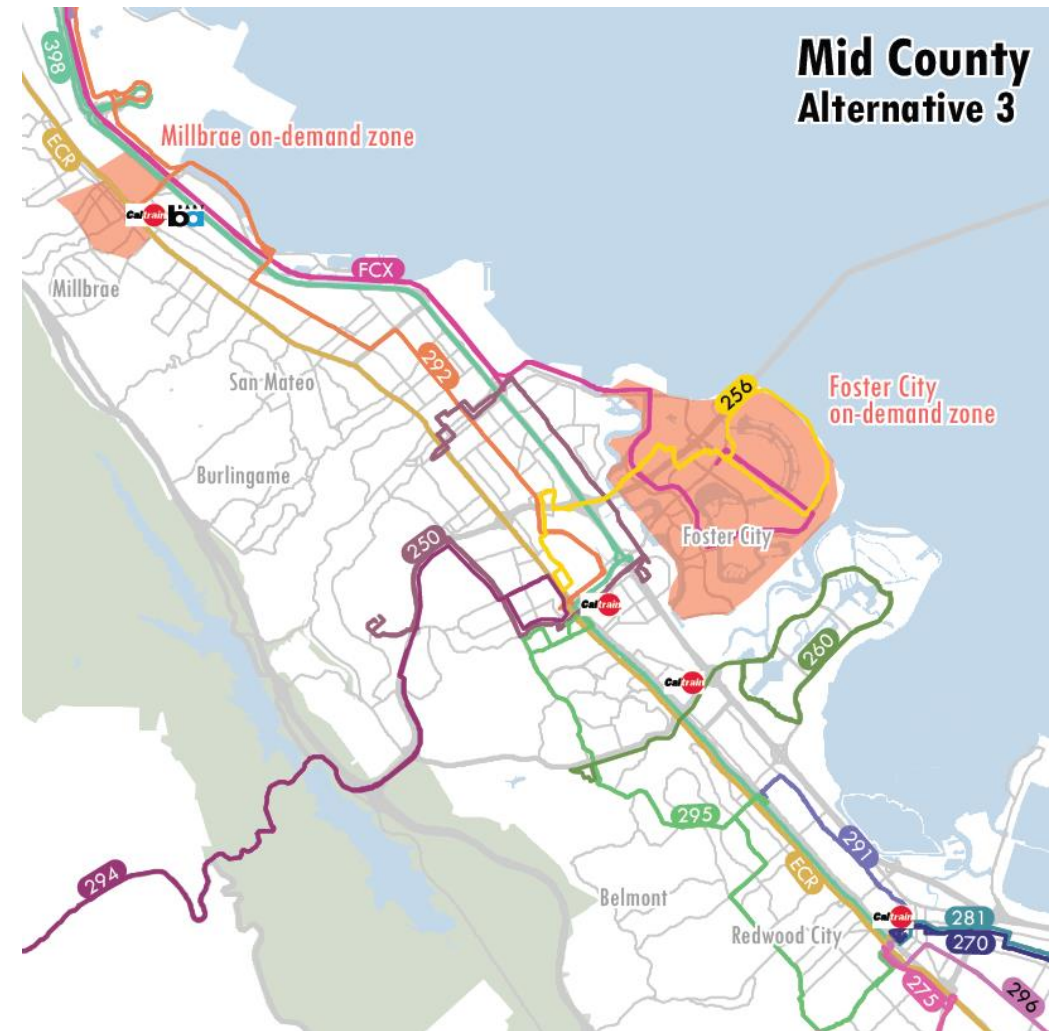 Mid County
Alternative 3
398
ECR
Millbrae on-demand zone
Caltrain
BART
ba
Millbrae
FCX
San Mateo
292
256
Foster City
on-demand zone
Burlingame
250
Foster City
Caltrain
260
Caltrain
295
291
294
ECR
Belmont
Caltrain
281
Redwood City
270
275
296